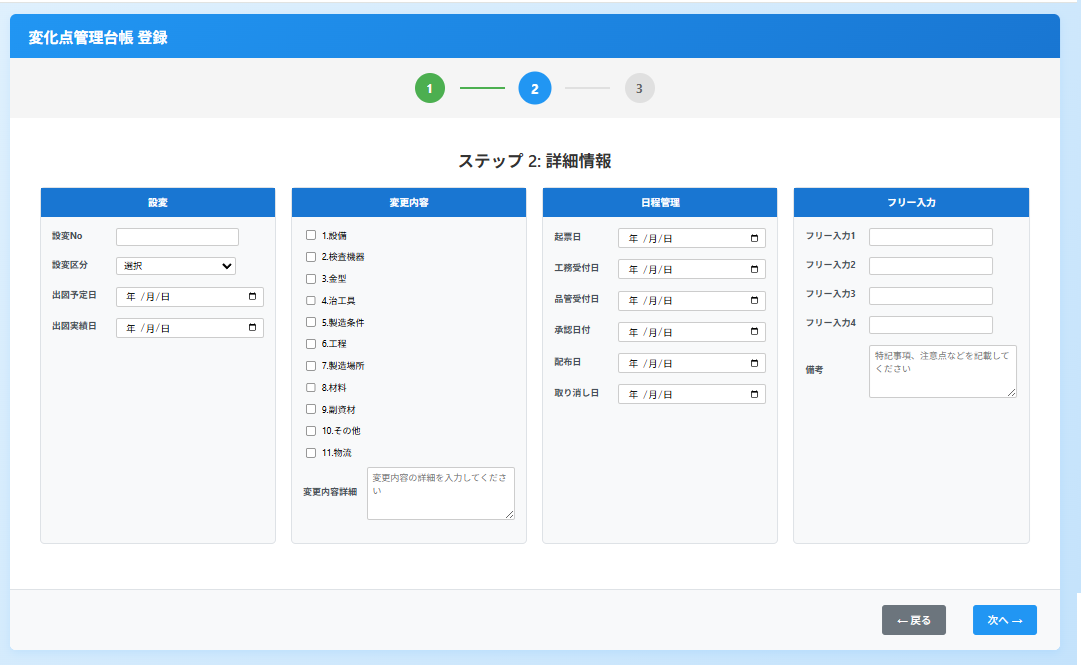 変化点管理台帳 登録
1
2
3
ステップ 2: 詳細情報
設変
設変No
設変区分
選択
出図予定日
年 /月/日
出図実績日
年 /月/日
変更内容
1.設備
2.検査機器
3.金型
4.治工具
5.製造条件
6.工程
7.製造場所
8.材料
9.副資材
10.その他
11.物流
変更内容詳細
変更内容の詳細を入力してくださ
い
日程管理
起票日
年 /月/日
工務受付日
年 /月/日
品管受付日
年 /月/日
承認日付
年 /月/日
配布日
年 /月/日
取り消し日
年 /月/日
フリー入力
フリー入力1
フリー入力2
フリー入力3
フリー入力4
備考
特記事項、注意点などを記載して
ください
←戻る
次へ→